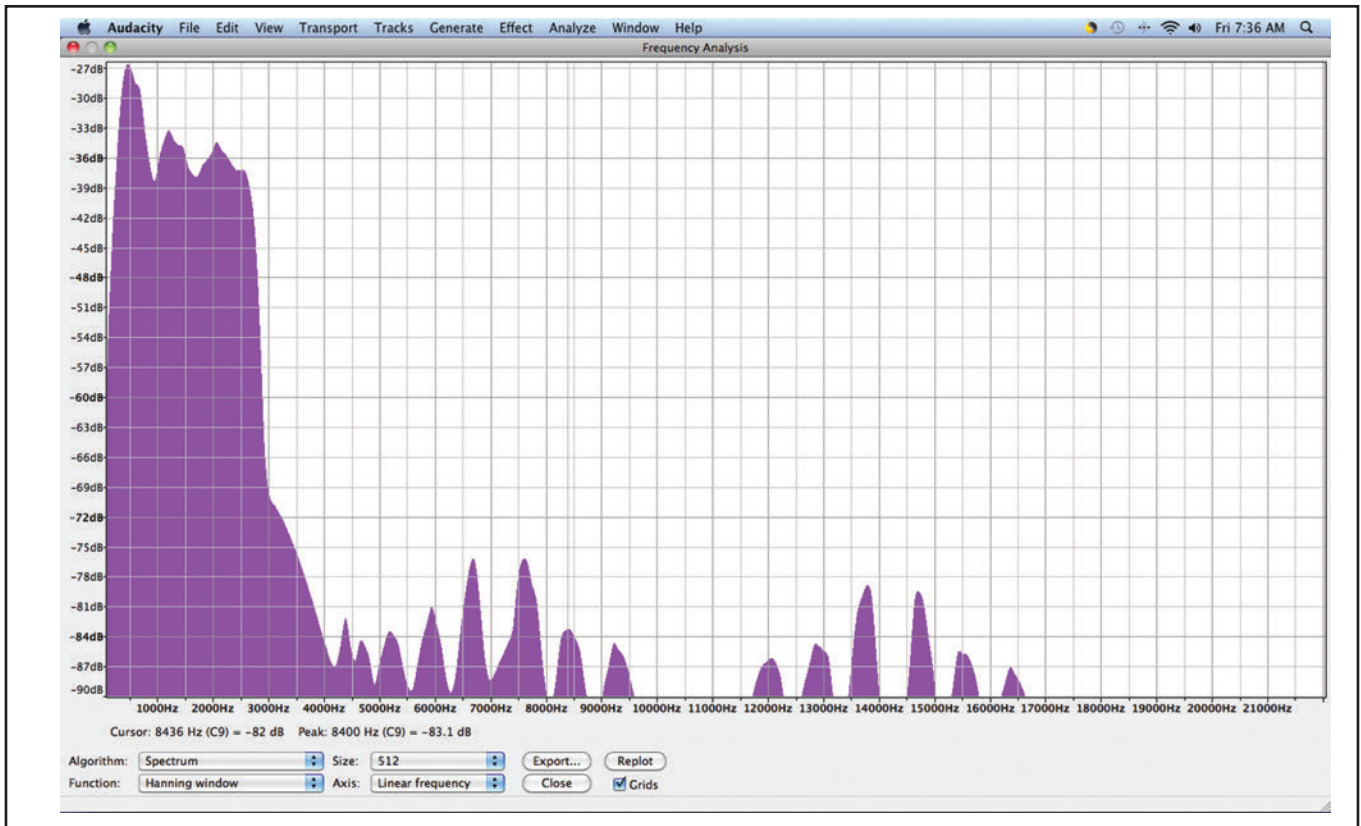 Audacity File Edit View Transport Tracks Generate Effect Analyze Window Help Fri 7:36 AM
Frequency Analysis
-27dB
-30dB
-33dB
-36dB
-39dB
-42dB
-45dB
-48dB
-51dB
-54dB
-57dB
-60dB
-63dB
-66dB
-69dB
-72dB
-75dB
-78dB
-81dB
-84dB
-87dB
-90dB
1000Hz 2000Hz 3000Hz 4000Hz 5000Hz 6000Hz 7000Hz 8000Hz 9000Hz 10000Hz 11000Hz 12000Hz 13000Hz 14000Hz 15000Hz 16000Hz 17000Hz 18000Hz 19000Hz 20000Hz 21000Hz
Cursor: 8436 Hz (C9) = -82 dB Peak: 8400 Hz (C9) = -83.1 dB
Algorithm: Spectrum Size: 512 Export... Replot
Function: Hanning window Axis: Linear frequency Close Grids